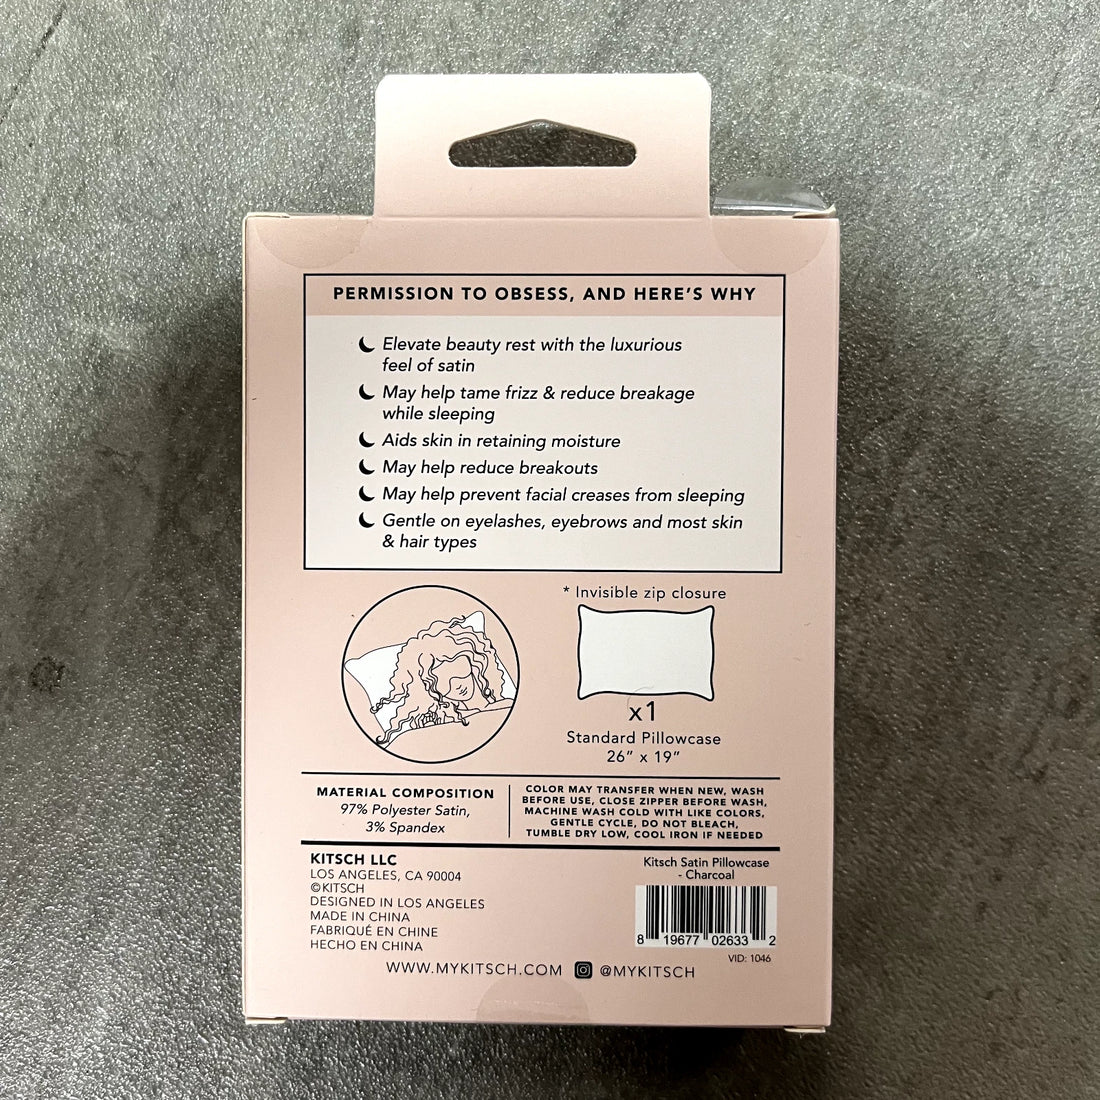 PERMISSION TO OBSESS, AND HERE'S WHY
Elevate beauty rest with the luxurious
feel of satin
May help tame frizz & reduce breakage
while sleeping
Aids skin in retaining moisture
May help reduce breakouts
May help prevent facial creases from sleeping
Gentle on eyelashes, eyebrows and most skin
& hair types
* Invisible zip closure
x1
Standard Pillowcase
26" x 19"
MATERIAL COMPOSITION
97% Polyester Satin,
3% Spandex
COLOR MAY TRANSFER WHEN NEW, WASH
BEFORE USE, CLOSE ZIPPER BEFORE WASH,
MACHINE WASH COLD WITH LIKE COLORS,
GENTLE CYCLE, DO NOT BLEACH,
TUMBLE DRY LOW, COOL IRON IF NEEDED
KITSCH LLC
LOS ANGELES, CA 90004
©KITSCH
DESIGNED IN LOS ANGELES
MADE IN CHINA
FABRIQUÉ EN CHINE
HECHO EN CHINA
Kitsch Satin Pillowcase
- Charcoal
8 19677 02633 2
VID: 1046
WWW.MYKITSCH.COM @MYKITSCH